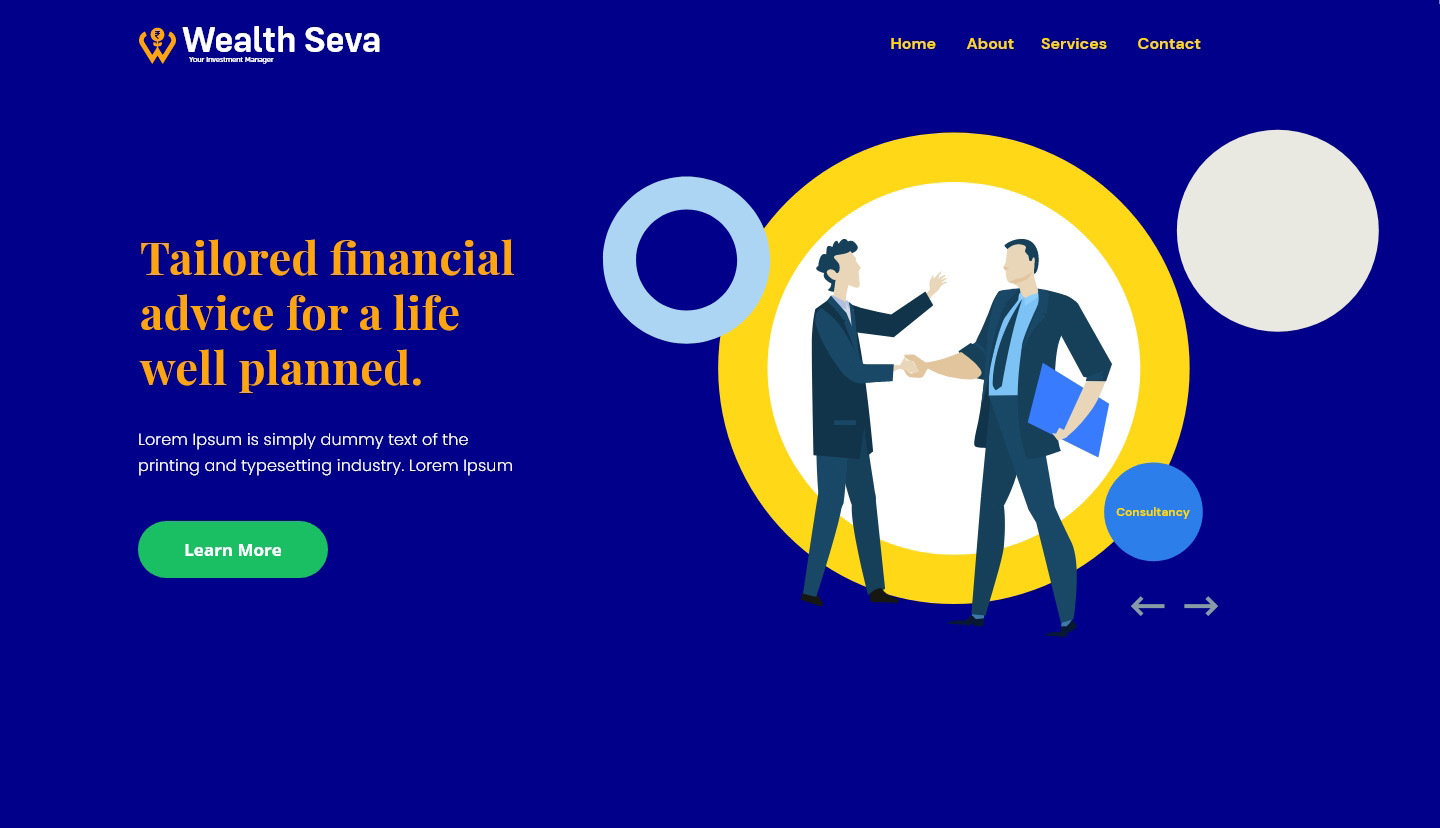 ₹
Wealth Seva
Your Investment Manager
Home About Services Contact
Tailored financial
advice for a life
well planned.
Lorem Ipsum is simply dummy text of the
printing and typesetting industry. Lorem Ipsum
Learn More
Consultancy